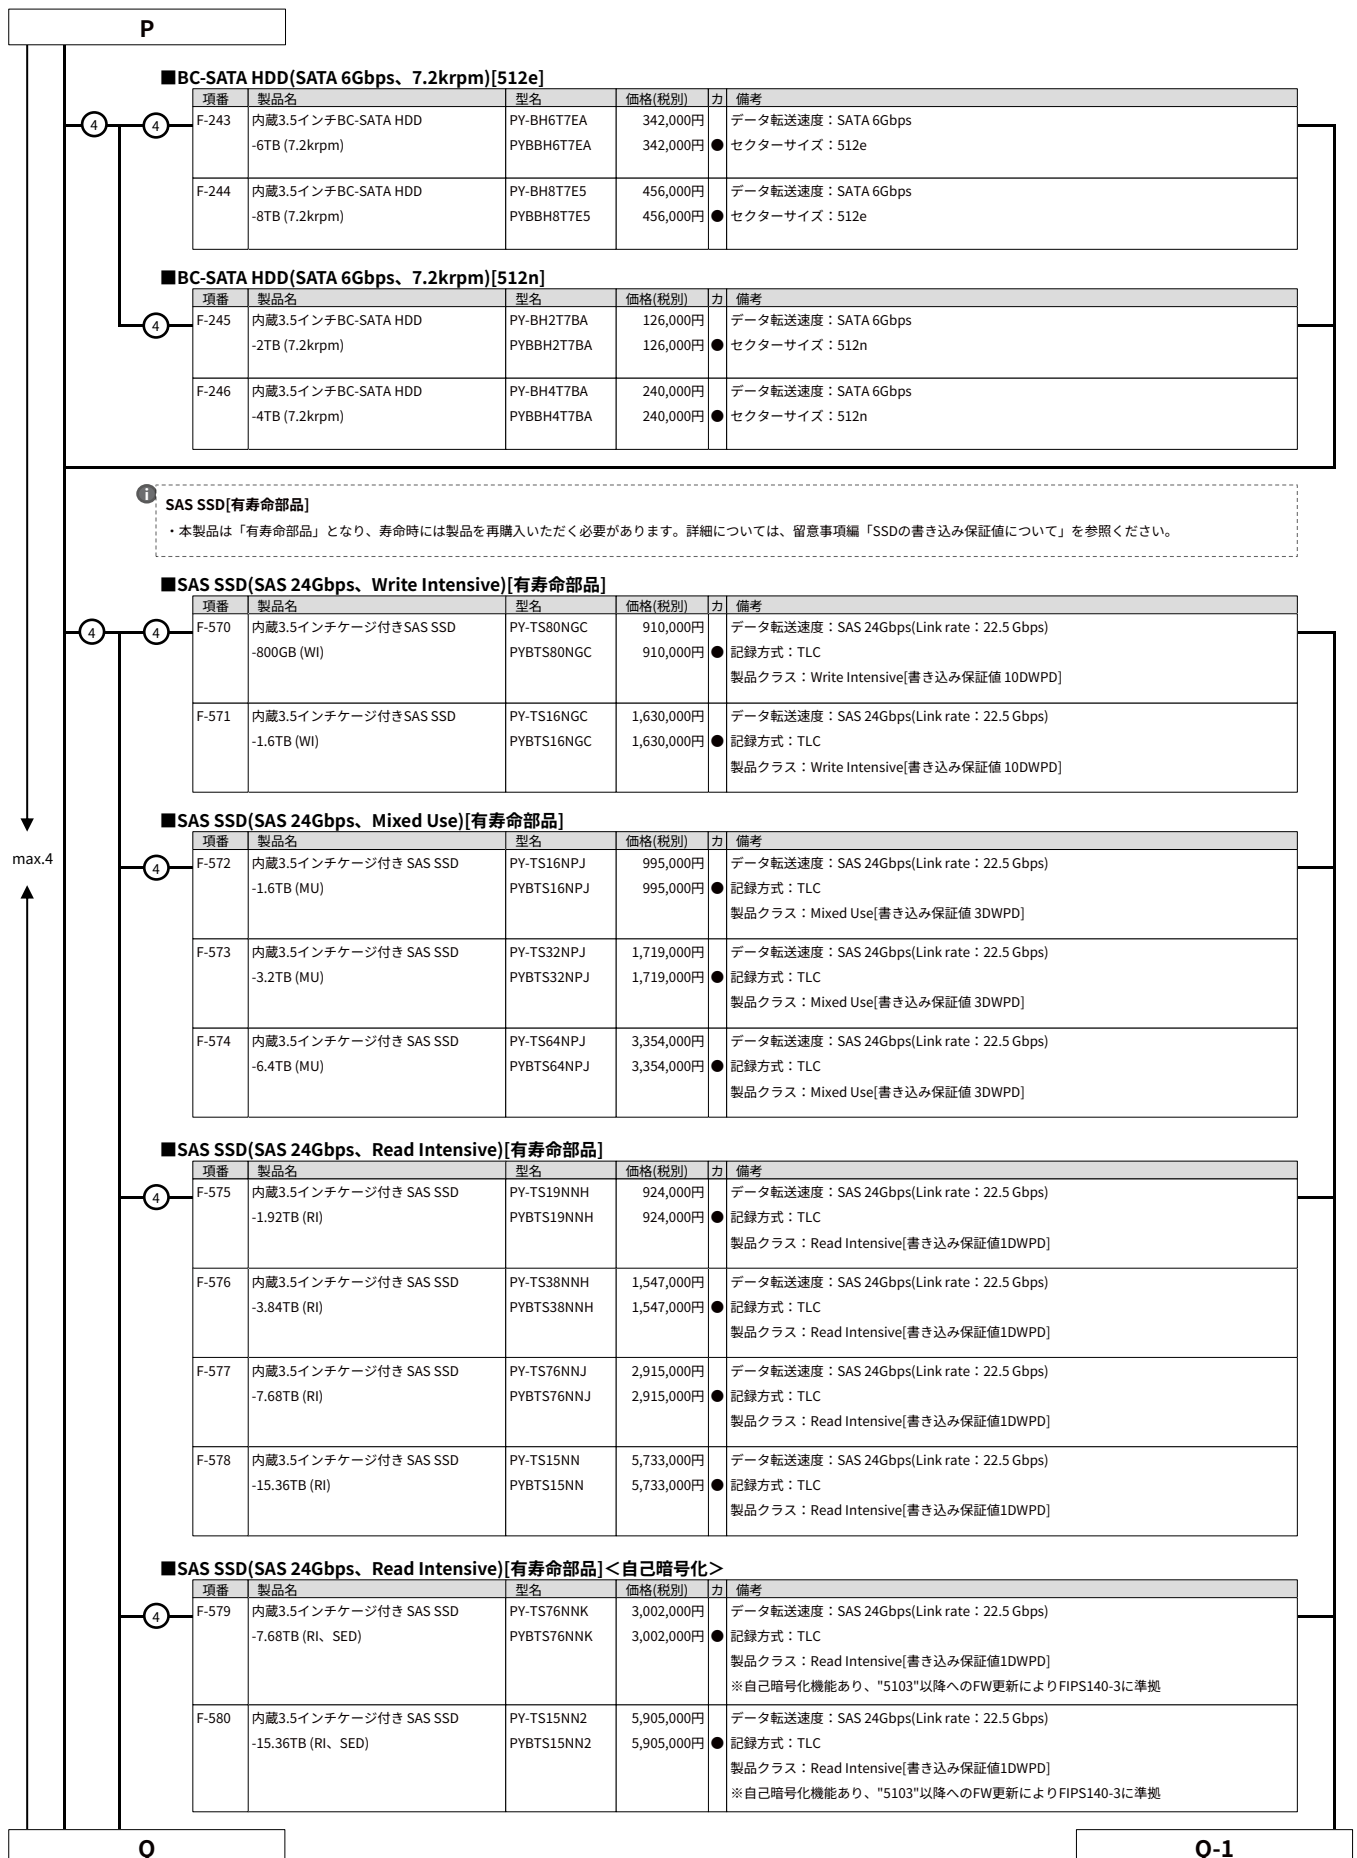 P
■BC-SATA HDD(SATA 6Gbps、7.2krpm)[512e]
項番 製品名 型名 価格(税別) カ 備考
④ ④ F-243 内蔵3.5インチBC-SATA HDD PY-BH6T7EA 342,000円 データ転送速度：SATA 6Gbps
-6TB (7.2krpm) PYBBH6T7EA 342,000円 ● セクターサイズ：512e
F-244 内蔵3.5インチBC-SATA HDD PY-BH8T7E5 456,000円 データ転送速度：SATA 6Gbps
-8TB (7.2krpm) PYBBH8T7E5 456,000円 ● セクターサイズ：512e
■BC-SATA HDD(SATA 6Gbps、7.2krpm)[512n]
項番 製品名 型名 価格(税別) カ 備考
④ F-245 内蔵3.5インチBC-SATA HDD PY-BH2T7BA 126,000円 データ転送速度：SATA 6Gbps
-2TB (7.2krpm) PYBBH2T7BA 126,000円 ● セクターサイズ：512n
F-246 内蔵3.5インチBC-SATA HDD PY-BH4T7BA 240,000円 データ転送速度：SATA 6Gbps
-4TB (7.2krpm) PYBBH4T7BA 240,000円 ● セクターサイズ：512n
i
SAS SSD[有寿命部品]
・本製品は「有寿命部品」となり、寿命時には製品を再購入いただく必要があります。詳細については、留意事項編「SSDの書き込み保証値について」を参照ください。
■SAS SSD(SAS 24Gbps、Write Intensive)[有寿命部品]
項番 製品名 型名 価格(税別) カ 備考
④ ④ F-570 内蔵3.5インチケージ付きSAS SSD PY-TS80NGC 910,000円 データ転送速度：SAS 24Gbps(Link rate：22.5 Gbps)
-800GB (WI) PYBTS80NGC 910,000円 ● 記録方式：TLC
製品クラス：Write Intensive[書き込み保証値 10DWPD]
F-571 内蔵3.5インチケージ付きSAS SSD PY-TS16NGC 1,630,000円 データ転送速度：SAS 24Gbps(Link rate：22.5 Gbps)
-1.6TB (WI) PYBTS16NGC 1,630,000円 ● 記録方式：TLC
製品クラス：Write Intensive[書き込み保証値 10DWPD]
■SAS SSD(SAS 24Gbps、Mixed Use)[有寿命部品]
項番 製品名 型名 価格(税別) カ 備考
max.4
④ F-572 内蔵3.5インチケージ付き SAS SSD PY-TS16NPJ 995,000円 データ転送速度：SAS 24Gbps(Link rate：22.5 Gbps)
-1.6TB (MU) PYBTS16NPJ 995,000円 ● 記録方式：TLC
製品クラス：Mixed Use[書き込み保証値 3DWPD]
F-573 内蔵3.5インチケージ付き SAS SSD PY-TS32NPJ 1,719,000円 データ転送速度：SAS 24Gbps(Link rate：22.5 Gbps)
-3.2TB (MU) PYBTS32NPJ 1,719,000円 ● 記録方式：TLC
製品クラス：Mixed Use[書き込み保証値 3DWPD]
F-574 内蔵3.5インチケージ付き SAS SSD PY-TS64NPJ 3,354,000円 データ転送速度：SAS 24Gbps(Link rate：22.5 Gbps)
-6.4TB (MU) PYBTS64NPJ 3,354,000円 ● 記録方式：TLC
製品クラス：Mixed Use[書き込み保証値 3DWPD]
■SAS SSD(SAS 24Gbps、Read Intensive)[有寿命部品]
項番 製品名 型名 価格(税別) カ 備考
④ F-575 内蔵3.5インチケージ付き SAS SSD PY-TS19NNH 924,000円 データ転送速度：SAS 24Gbps(Link rate：22.5 Gbps)
-1.92TB (RI) PYBTS19NNH 924,000円 ● 記録方式：TLC
製品クラス：Read Intensive[書き込み保証値1DWPD]
F-576 内蔵3.5インチケージ付き SAS SSD PY-TS38NNH 1,547,000円 データ転送速度：SAS 24Gbps(Link rate：22.5 Gbps)
-3.84TB (RI) PYBTS38NNH 1,547,000円 ● 記録方式：TLC
製品クラス：Read Intensive[書き込み保証値1DWPD]
F-577 内蔵3.5インチケージ付き SAS SSD PY-TS76NNJ 2,915,000円 データ転送速度：SAS 24Gbps(Link rate：22.5 Gbps)
-7.68TB (RI) PYBTS76NNJ 2,915,000円 ● 記録方式：TLC
製品クラス：Read Intensive[書き込み保証値1DWPD]
F-578 内蔵3.5インチケージ付き SAS SSD PY-TS15NN 5,733,000円 データ転送速度：SAS 24Gbps(Link rate：22.5 Gbps)
-15.36TB (RI) PYBTS15NN 5,733,000円 ● 記録方式：TLC
製品クラス：Read Intensive[書き込み保証値1DWPD]
■SAS SSD(SAS 24Gbps、Read Intensive)[有寿命部品]＜自己暗号化＞
項番 製品名 型名 価格(税別) カ 備考
④ F-579 内蔵3.5インチケージ付き SAS SSD PY-TS76NNK 3,002,000円 データ転送速度：SAS 24Gbps(Link rate：22.5 Gbps)
-7.68TB (RI、SED) PYBTS76NNK 3,002,000円 ● 記録方式：TLC
製品クラス：Read Intensive[書き込み保証値1DWPD]
※自己暗号化機能あり、"5103"以降へのFW更新によりFIPS140-3に準拠
F-580 内蔵3.5インチケージ付き SAS SSD PY-TS15NN2 5,905,000円 データ転送速度：SAS 24Gbps(Link rate：22.5 Gbps)
-15.36TB (RI、SED) PYBTS15NN2 5,905,000円 ● 記録方式：TLC
製品クラス：Read Intensive[書き込み保証値1DWPD]
※自己暗号化機能あり、"5103"以降へのFW更新によりFIPS140-3に準拠
Q Q-1